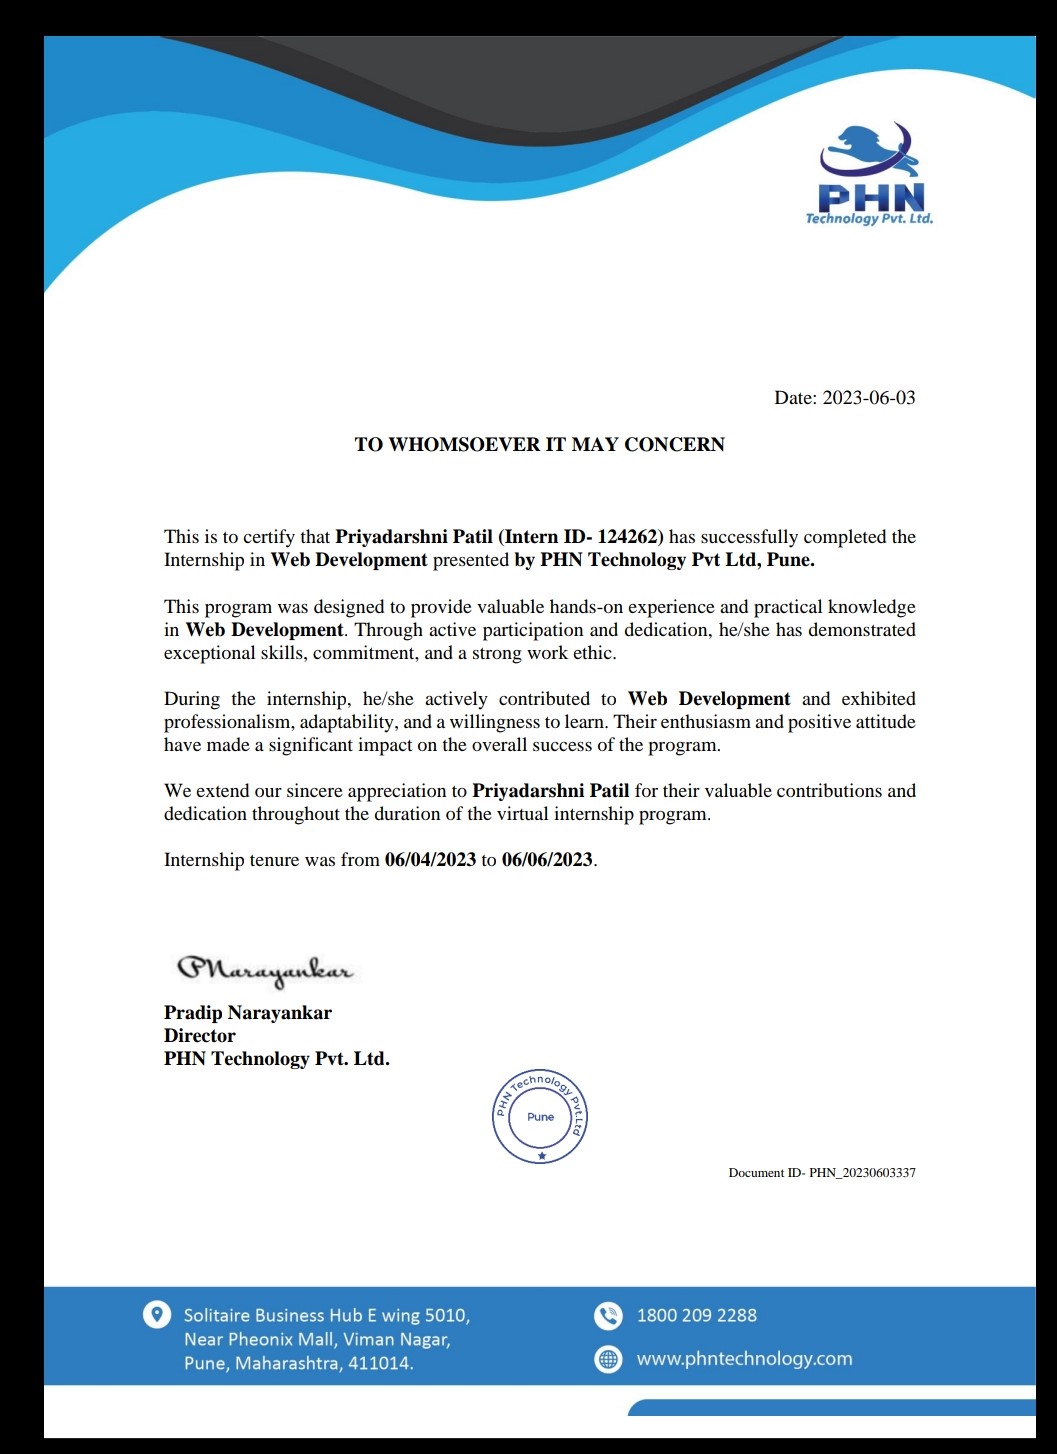 PHN
Technology Pvt. Ltd.
Date: 2023-06-03
TO WHOMSOEVER IT MAY CONCERN
This is to certify that Priyadarshni Patil (Intern ID- 124262) has successfully completed the
Internship in Web Development presented by PHN Technology Pvt Ltd, Pune.
This program was designed to provide valuable hands-on experience and practical knowledge
in Web Development. Through active participation and dedication, he/she has demonstrated
exceptional skills, commitment, and a strong work ethic.
During the internship, he/she actively contributed to Web Development and exhibited
professionalism, adaptability, and a willingness to learn. Their enthusiasm and positive attitude
have made a significant impact on the overall success of the program.
We extend our sincere appreciation to Priyadarshni Patil for their valuable contributions and
dedication throughout the duration of the virtual internship program.
Internship tenure was from 06/04/2023 to 06/06/2023.
PNarayankar
Pradip Narayankar
Director
PHN Technology Pvt. Ltd.
PHN Technology Pvt.Ltd
Pune
Document ID- PHN_20230603337
Solitaire Business Hub E wing 5010,
Near Pheonix Mall, Viman Nagar,
Pune, Maharashtra, 411014.
1800 209 2288
www.phntechnology.com